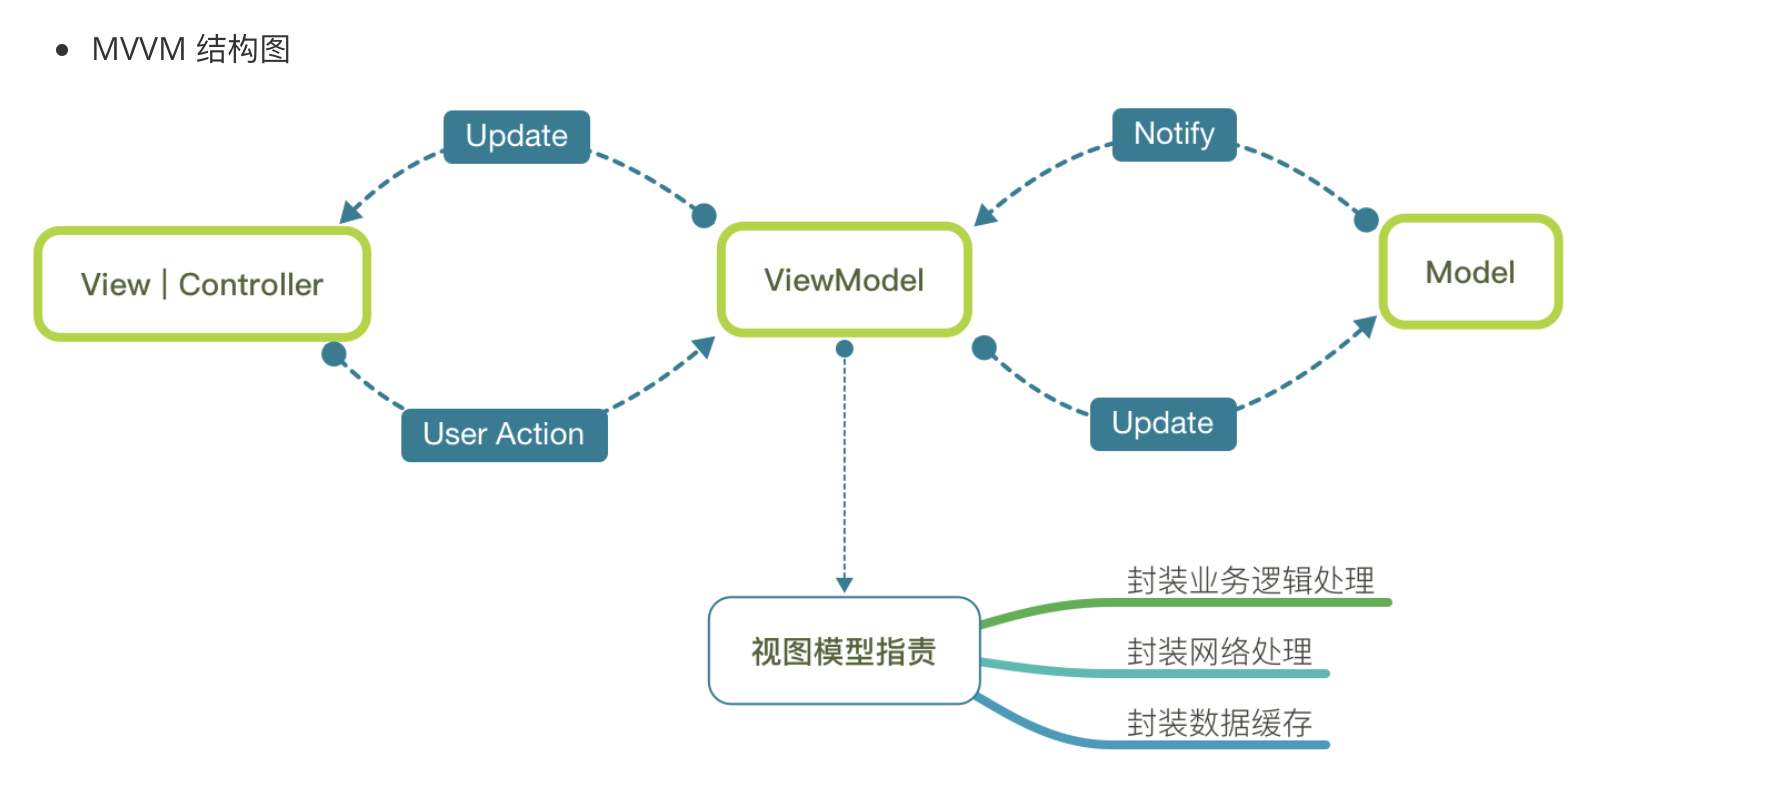 MVVM 结构图
Update
Notify
View | Controller
ViewModel
Model
User Action
Update
封装业务逻辑处理
视图模型指责
封装网络处理
封装数据缓存